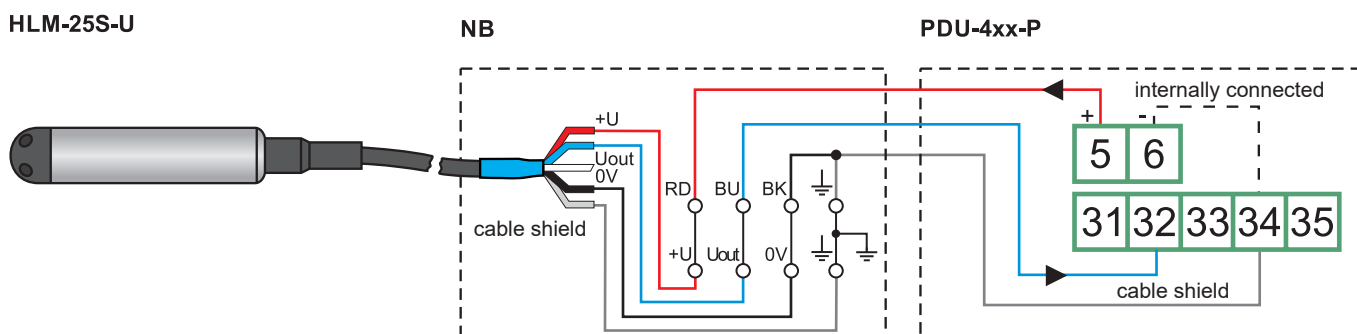 HLM-25S-U
NB
PDU-4xx-P
internally connected
+ -
5 6
+U
Uout
0V
RD BU BK
31 32 33 34 35
cable shield
+U Uout 0V
cable shield